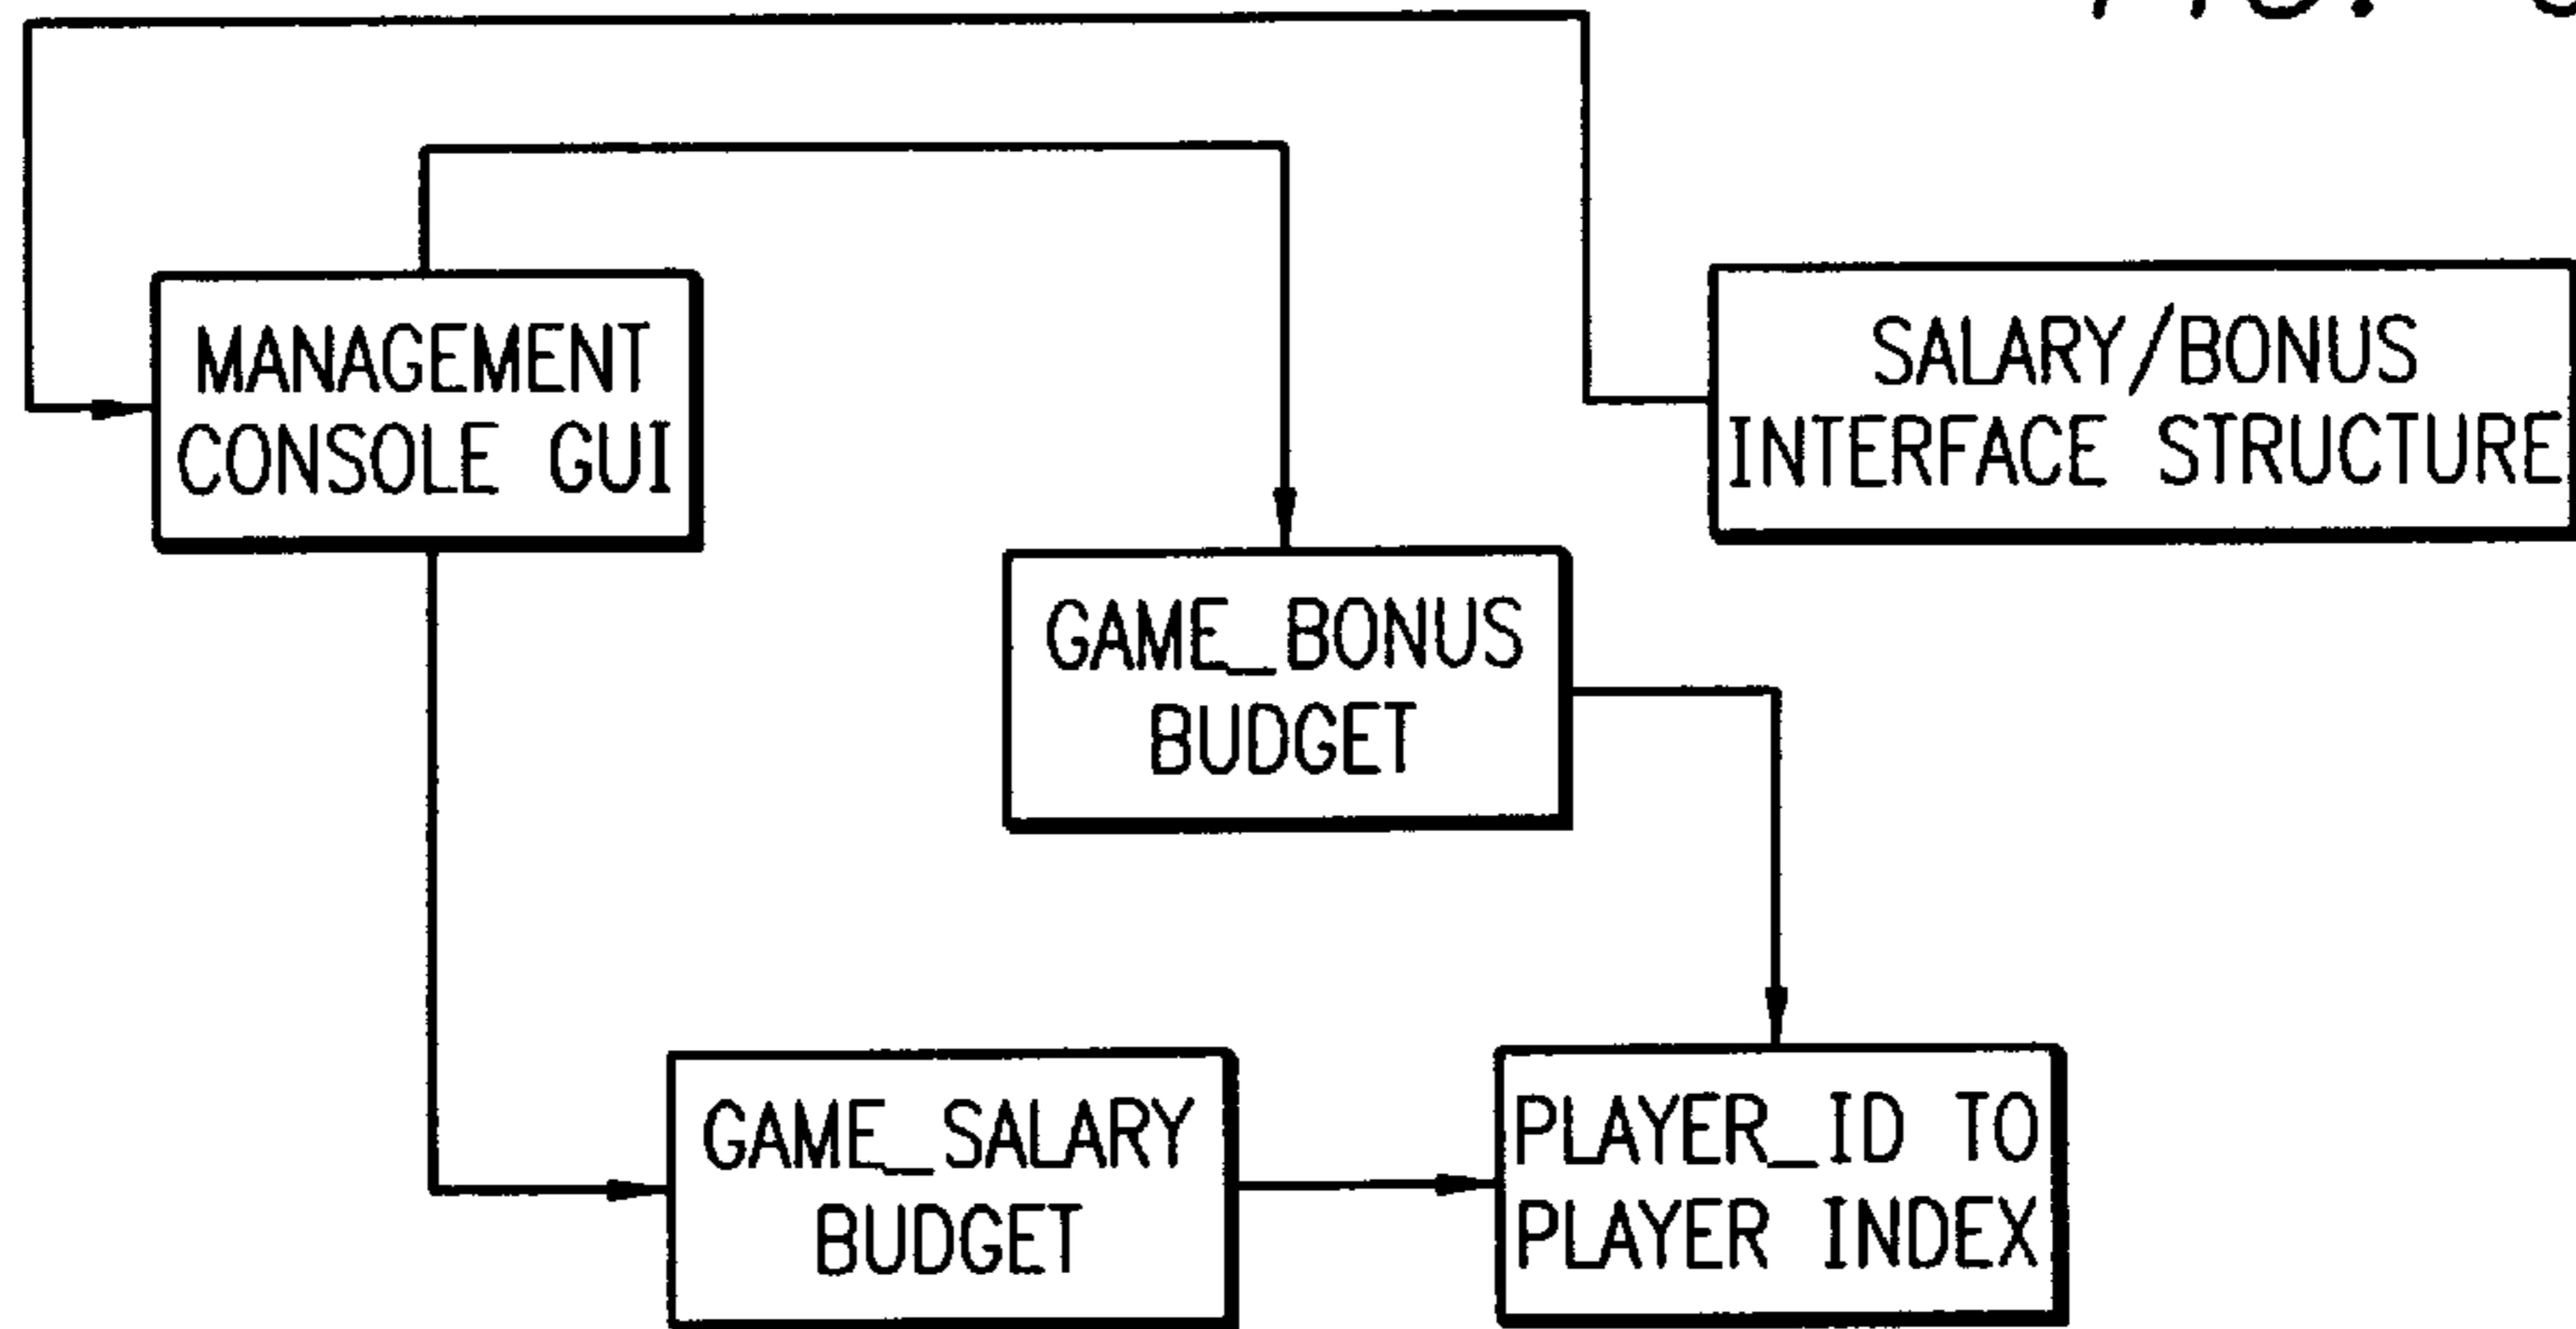 MANAGEMENT
CONSOLE GUI
SALARY/BONUS
INTERFACE STRUCTURE
GAME_BONUS
BUDGET
GAME_SALARY
BUDGET
PLAYER_ID TO
PLAYER INDEX